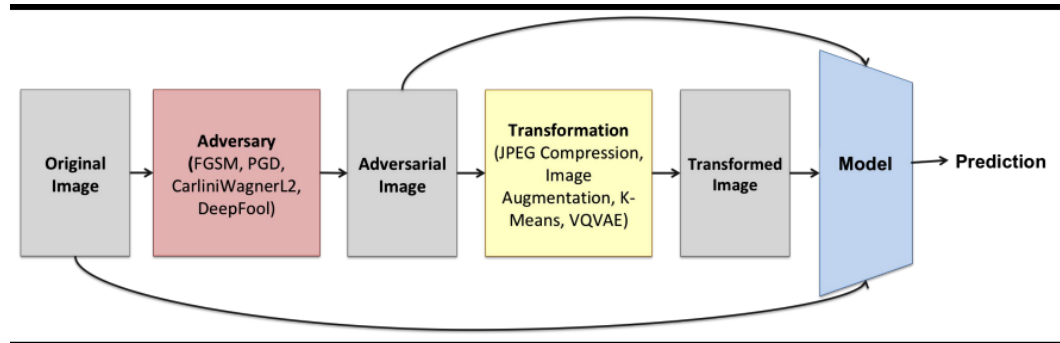 Original
Image
Adversary
(FGSM, PGD,
CarliniWagnerL2,
DeepFool)
Adversarial
Image
Transformation
(JPEG Compression,
Image
Augmentation, K-
Means, VQVAE)
Transformed
Image
Model
Prediction